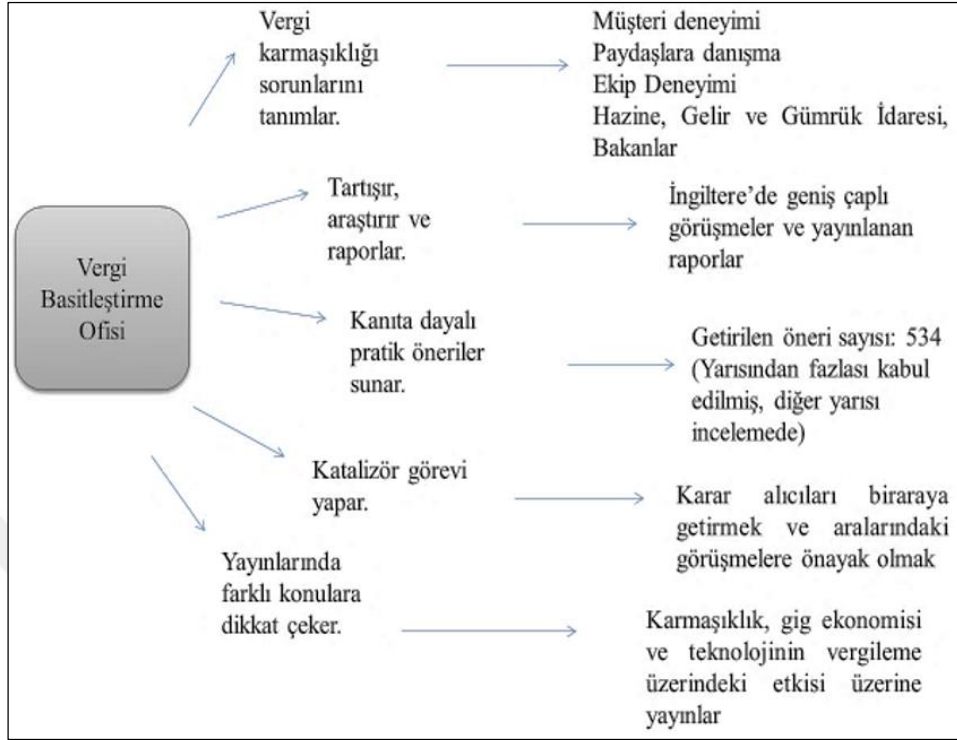 Vergi
Basitleştirme
Ofisi
Vergi
karmaşıklığı
sorunlarını
tanımlar.
Müşteri deneyimi
Paydaşlara danışma
Ekip Deneyimi
Hazine, Gelir ve Gümrük İdaresi,
Bakanlar
Tartışır,
araştırır ve
raporlar.
İngiltere’de geniş çaplı
görüşmeler ve yayınlanan
raporlar
Kanıta dayalı
pratik öneriler
sunar.
Getirilen öneri sayısı: 534
(Yarısından fazlası kabul
edilmiş, diğer yarısı
incelemede)
Katalizör görevi
yapar.
Karar alıcıları biraraya
getirmek ve aralarındaki
görüşmelere önayak olmak
Yayınlarında
farklı konulara
dikkat çeker.
Karmaşıklık, gig ekonomisi
ve teknolojinin vergileme
üzerindeki etkisi üzerine
yayınlar